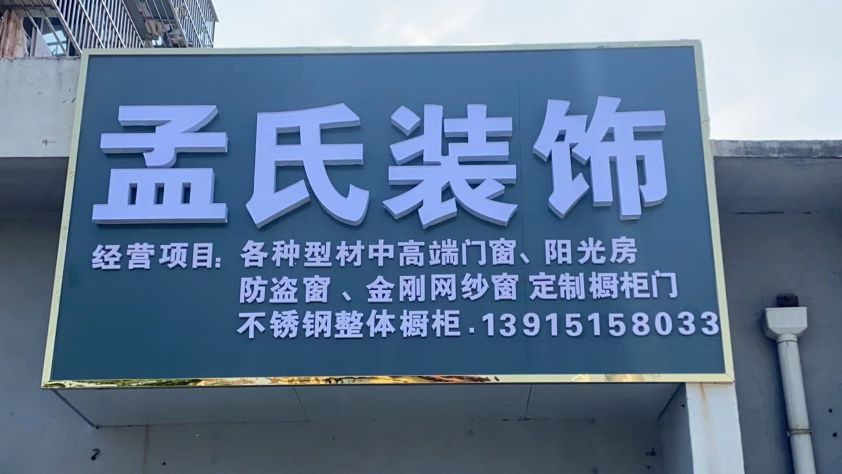 孟氏装饰
经营项目：各种型材中高端门窗、阳光房
防盗窗、金刚网纱窗 定制橱柜门
不锈钢整体橱柜·13915158033